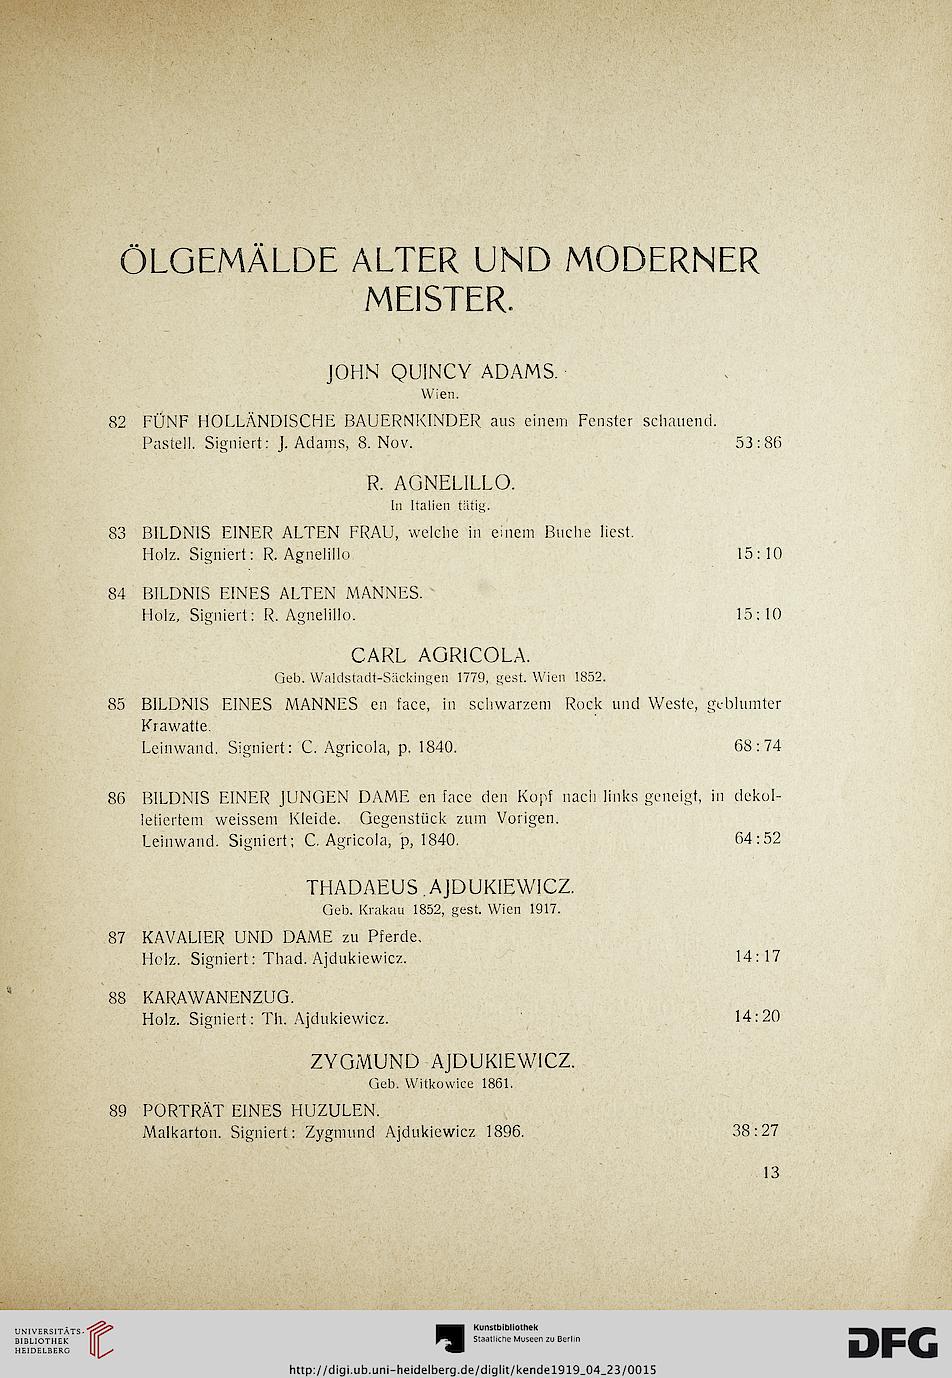 ÖLGEMÄLDE ALTER UND MODERNER
MEISTER.
JOHN QUINCY ADAMS.
Wien.
82 FÜNF HOLLÄNDISCHE BAUERNKINDER aus einem Fenster schauend.
Pastell. Signiert: J. Adams, 8. Nov. 53:86
R. AGNELILLO.
In Italien tätig.
83 BILDNIS EINER ALTEN FRAU, welche in einem Buche liest.
Holz. Signiert: R. Agnelillo 15:10
84 BILDNIS EINES ALTEN MANNES.
Holz, Signiert: R. Agnelillo. 15:10
CARL AGRICOLA.
Geb. Waldstadt-Säckingen 1779, gest. Wien 1852.
85 BILDNIS EINES MANNES en face, in schwarzem Rock und Weste, geblumter
Krawatte.
Leinwand. Signiert: C. Agricola, p. 1840. 68:74
86 BILDNIS EINER JUNGEN DAME en face den Kopf nach links geneigt, in dekol-
letiertem weissem Kleide. Gegenstück zum Vorigen.
Leinwand. Signiert; C. Agricola, p, 1840. 64:52
THADAEUS AJDUKIEWICZ.
Geb. Krakau 1852, gest. Wien 1917.
87 KAVALIER UND DAME zu Pferde.
Holz. Signiert: Thad. Ajdukiewicz. 14:17
88 KARAWANENZUG.
Holz. Signiert: Th. Ajdukiewicz. 14:20
ZYGMUND AJDUKIEWICZ.
Geb. Witkowice 1861.
89 PORTRÄT EINES HUZULEN.
Malkarton. Signiert: Zygmund Ajdukiewicz 1896. 38:27
13
UNIVERSITÄTS-
BIBLIOTHEK
HEIDELBERG
Kunstbibliothek
Staatliche Museen zu Berlin
DFG
http://digi.ub.uni-heidelberg.de/diglit/kende1919_04_23/0015